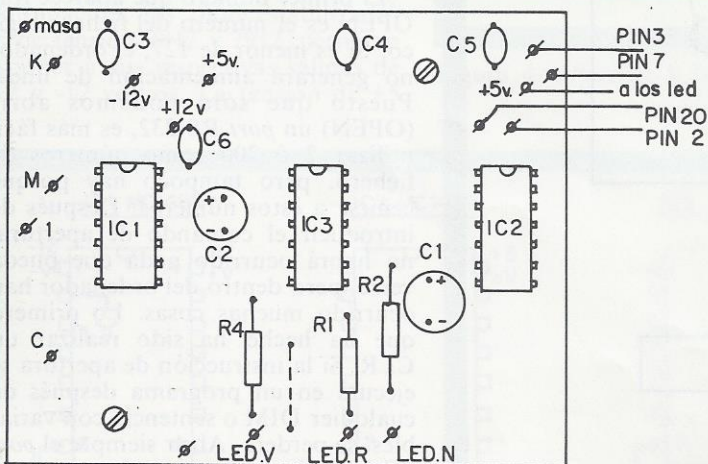 masa
K
C3
-12v.
+5v.
+12v.
C6
C4
C5
PIN3
PIN 7
+5v.
a los led
PIN 20
PIN 2
M
1
IC1
+
-
C2
IC3
IC2
C1
+
-
R2
R4
R1
C
LED.V
LED.R
LED.N